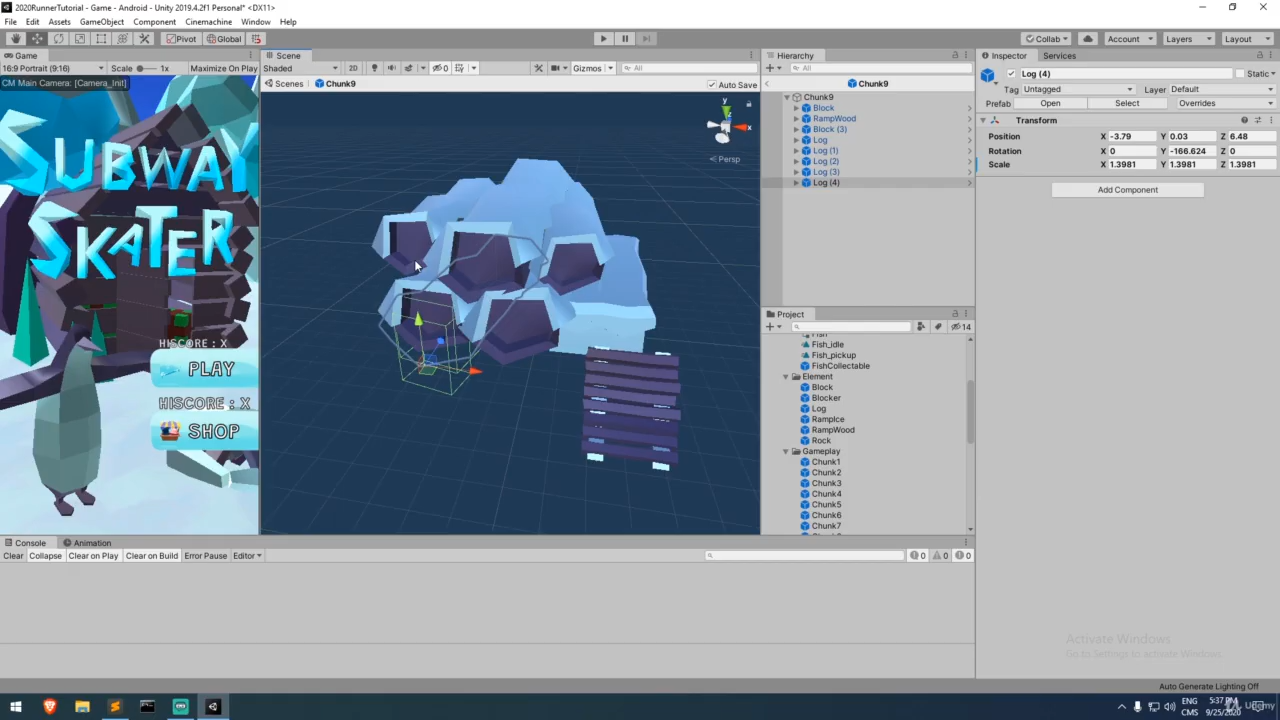 2020RunnerTutorial - Game - Android - Unity 2019.4.2f1 Personal* <DX11>
File Edit Assets GameObject Component Cinemachine Window Help
Pivot Global Collab Account Layers Layout
Game Scene Hierarchy Inspector Services
16:9 Portrait (9:16) Scale 1x Maximize On Play Shaded 2D 0 Gizmos All All
Log (4) Static
CM Main Camera: [Camera_Init] Scenes Chunk9 Auto Save Chunk9
Tag Untagged Layer Default
Chunk9
Prefab Open Select Overrides
Block
RampWood
Transform
Block (3)
Position X -3.79 Y 0.03 Z 6.48
Log
Log (1)
Rotation X 0 Y -166.624 Z 0
Log (2)
Scale X 1.3981 Y 1.3981 Z 1.3981
Log (3)
Log (4)
Add Component
y
x
Persp
SUBWAY
SKATER
HISCORE : X
PLAY
HISCORE : X
SHOP
Project
14
Fish
Fish_idle
Fish_pickup
FishCollectable
Element
Block
Blocker
Log
RampIce
RampWood
Rock
Gameplay
Chunk1
Chunk2
Chunk3
Chunk4
Chunk5
Chunk6
Chunk7
Console Animation
Clear Collapse Clear on Play Clear on Build Error Pause Editor 0 0 0
Activate Windows
Go to Settings to activate Windows.
Auto Generate Lighting Off
ENG
CMS
5:37 PM
9/25/2020
Udemy